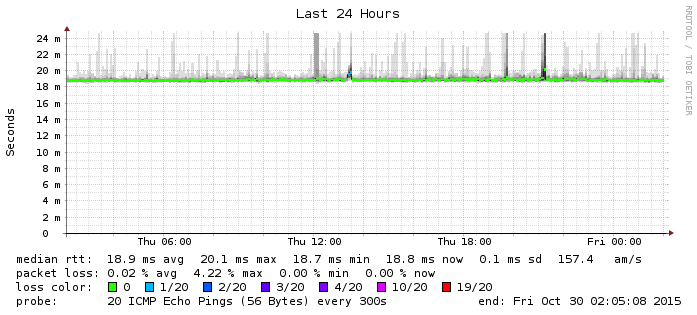 Last 24 Hours
RRDTOOL / TOBI OETIKER
Seconds
24 m
22 m
20 m
18 m
16 m
14 m
12 m
10 m
8 m
6 m
4 m
2 m
0
Thu 06:00 Thu 12:00 Thu 18:00 Fri 00:00
median rtt: 18.9 ms avg 20.1 ms max 18.7 ms min 18.8 ms now 0.1 ms sd 157.4 am/s
packet loss: 0.02 % avg 4.22 % max 0.00 % min 0.00 % now
loss color: 0 1/20 2/20 3/20 4/20 10/20 19/20
probe: 20 ICMP Echo Pings (56 Bytes) every 300s end: Fri Oct 30 02:05:08 2015